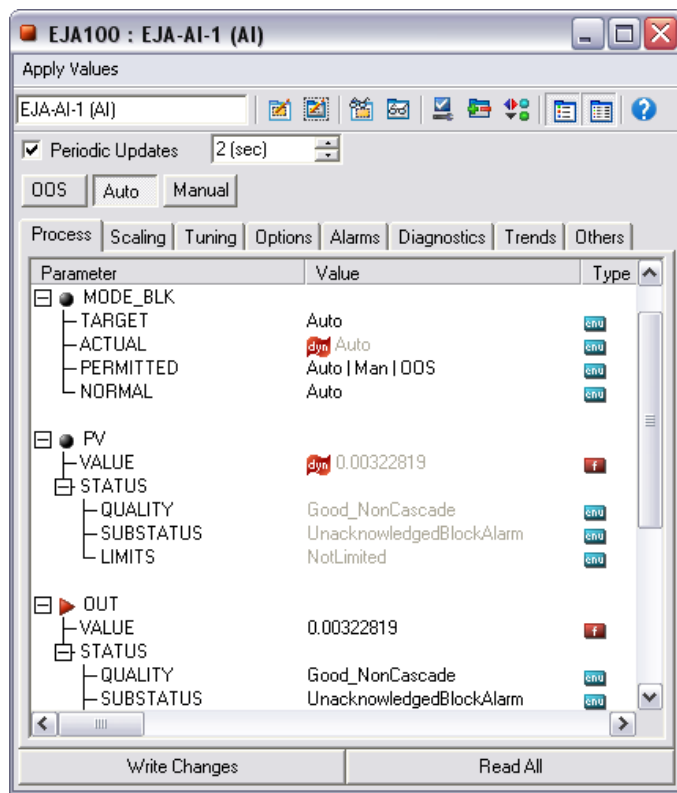 EJA100 : EJA-AI-1 (AI)
Apply Values
EJA-AI-1 (AI)
Periodic Updates 2 (sec)
OOS Auto Manual
Process Scaling Tuning Options Alarms Diagnostics Trends Others
Parameter Value Type
MODE_BLK
TARGET Auto enu
ACTUAL dyn Auto enu
PERMITTED Auto | Man | OOS enu
NORMAL Auto enu
PV
VALUE dyn 0.00322819 f
STATUS
QUALITY Good_NonCascade enu
SUBSTATUS UnacknowledgedBlockAlarm enu
LIMITS NotLimited enu
OUT
VALUE 0.00322819 f
STATUS
QUALITY Good_NonCascade enu
SUBSTATUS UnacknowledgedBlockAlarm enu
Write Changes Read All